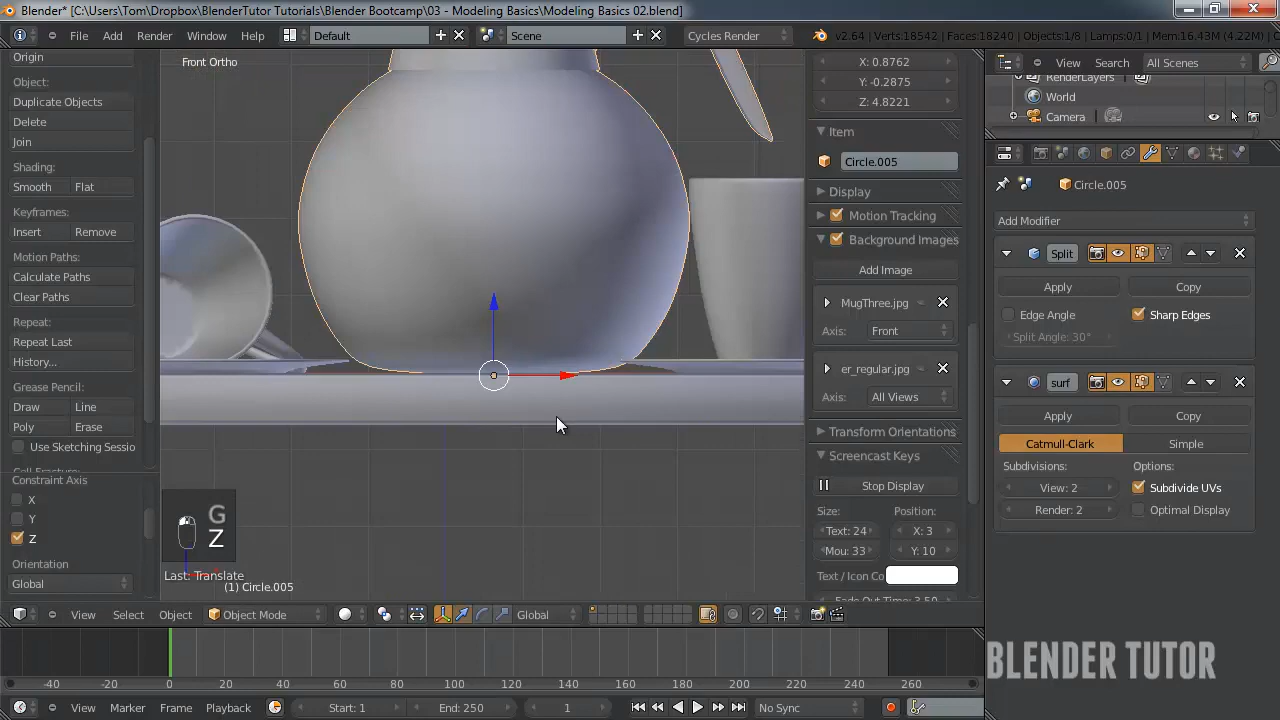 Blender* [C:\Users\Tom\Dropbox\BlenderTutor Tutorials\Blender Bootcamp\03 - Modeling Basics\Modeling Basics 02.blend]
File Add Render Window Help Default Scene Cycles Render v2.64 | Verts:18542 | Faces:18240 | Objects:1/8 | Lamps:0/1 | Mem:16.43M (4.22M) | C
Origin
Object:
Duplicate Objects
Delete
Join
Shading:
Smooth Flat
Keyframes:
Insert Remove
Motion Paths:
Calculate Paths
Clear Paths
Repeat:
Repeat Last
History...
Grease Pencil:
Draw Line
Poly Erase
Use Sketching Sessio
Constraint Axis
X
Y
Z
Orientation
Global
Front Ortho
G
Z
Last: Translate
(1) Circle.005
X: 0.8762
Y: -0.2875
Z: 4.8221
Item
Circle.005
Display
Motion Tracking
Background Images
Add Image
MugThree.jpg
Axis: Front
er_regular.jpg
Axis: All Views
Transform Orientations
Screencast Keys
Stop Display
Size: Position:
Text: 24 X: 3
Mou: 33 Y: 10
Text / Icon Co
Fade Out Time: 3.50
View Search All Scenes
RenderLayers
World
Camera
Circle.005
Add Modifier
Split
Apply Copy
Edge Angle Sharp Edges
Split Angle: 30°
surf
Apply Copy
Catmull-Clark Simple
Subdivisions: Options:
View: 2 Subdivide UVs
Render: 2 Optimal Display
View Select Object Object Mode Global
-40 -20 0 20 40 60 80 100 120 140 160 180 200 220 240 260
View Marker Frame Playback Start: 1 End: 250 1 No Sync
BLENDER TUTOR